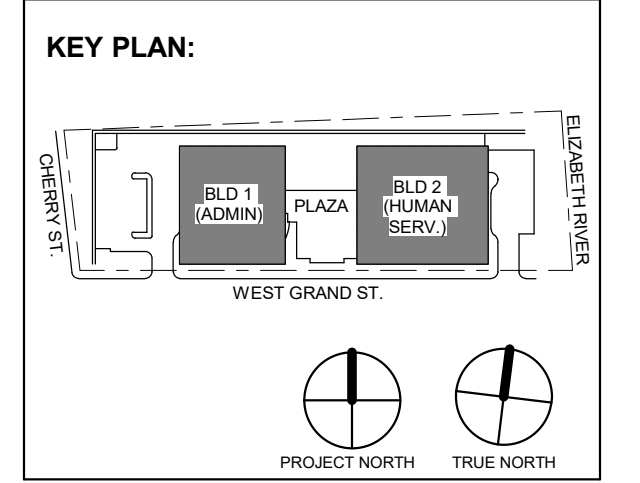 KEY PLAN:
CHERRY ST.
BLD 1
(ADMIN)
PLAZA
BLD 2
(HUMAN
SERV.)
ELIZABETH RIVER
WEST GRAND ST.
PROJECT NORTH
TRUE NORTH